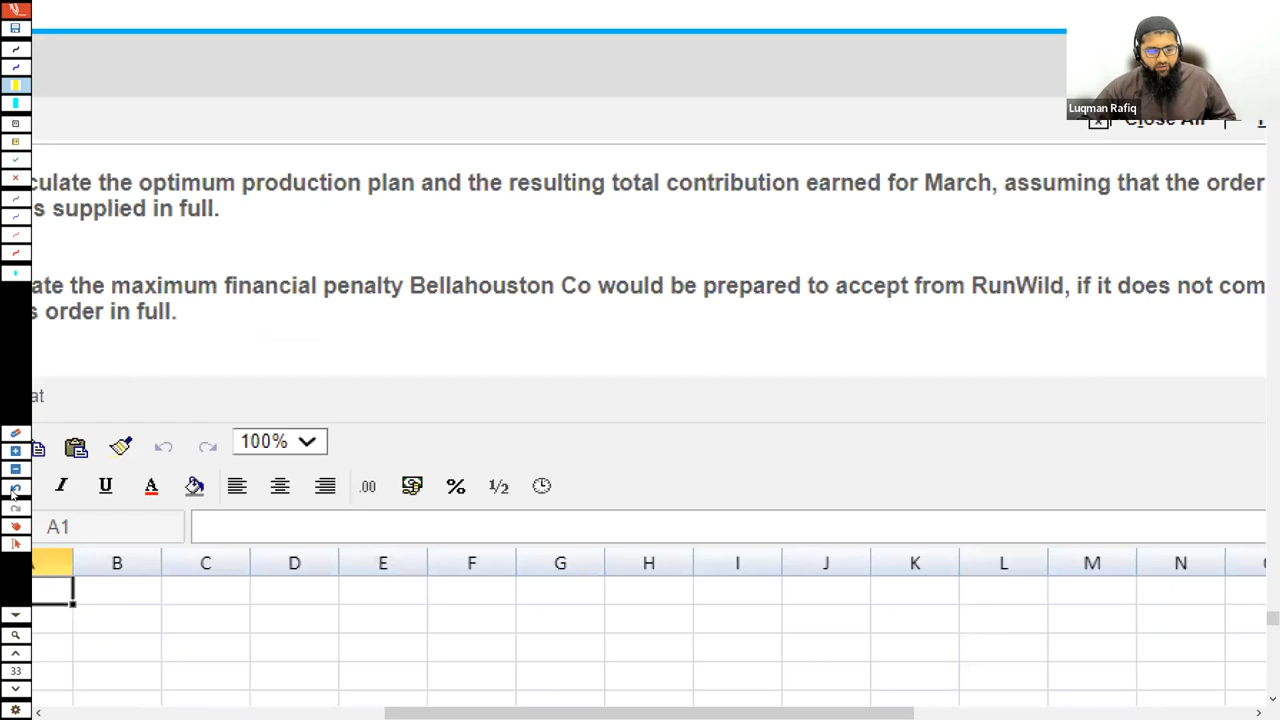 Luqman Rafiq
Close All
culate the optimum production plan and the resulting total contribution earned for March, assuming that the order
s supplied in full.
ate the maximum financial penalty Bellahouston Co would be prepared to accept from RunWild, if it does not com
s order in full.
at
100%
I U A .00 % 1/2
A1
B C D E F G H I J K L M N
33